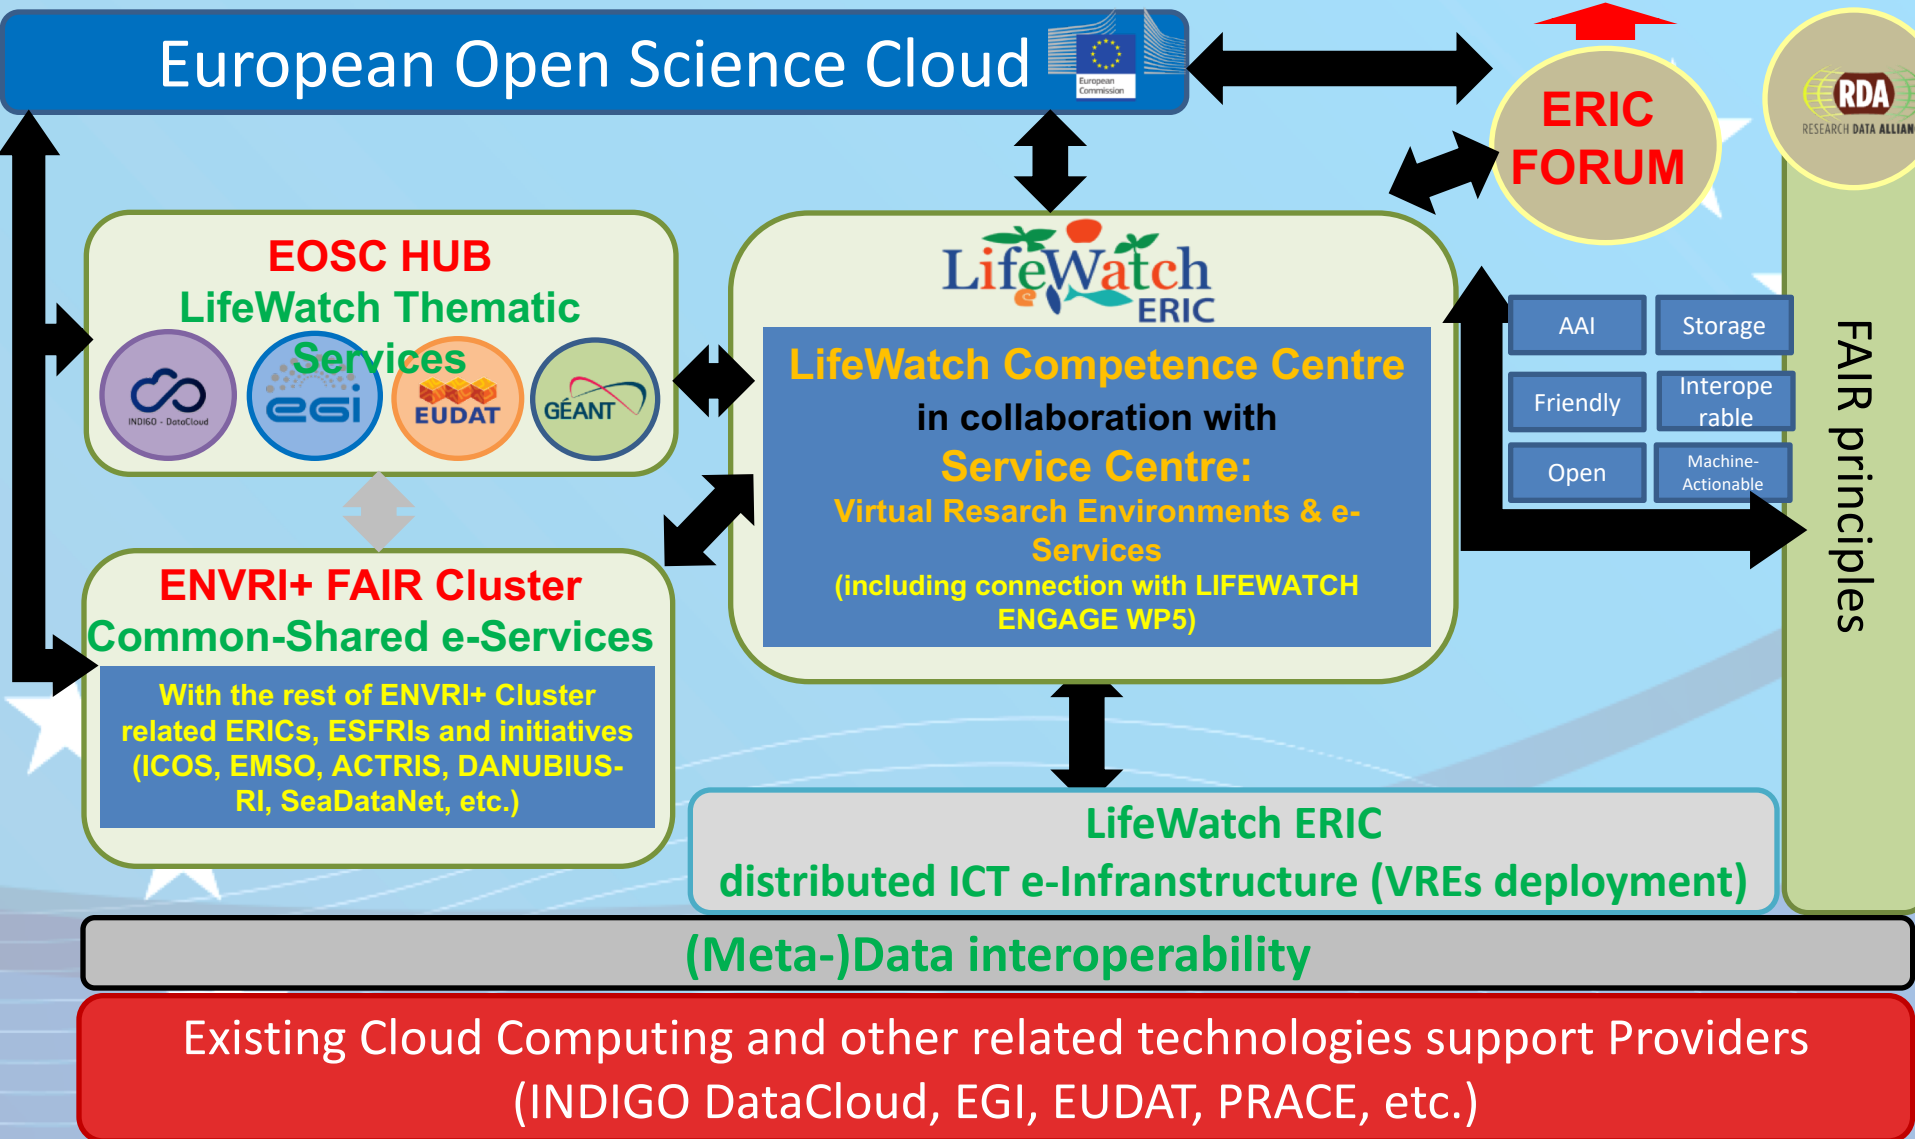 European Open Science Cloud
European
Commission
ERIC
FORUM
RDA
RESEARCH DATA ALLIAN
EOSC HUB
LifeWatch Thematic
Services
INDIGO - DataCloud
egi
EUDAT
GÉANT
LifeWatch
ERIC
LifeWatch Competence Centre
in collaboration with
Service Centre:
Virtual Resarch Environments & e-
Services
(including connection with LIFEWATCH
ENGAGE WP5)
AAI
Storage
Friendly
Interope
rable
Open
Machine-
Actionable
FAIR principles
ENVRI+ FAIR Cluster
Common-Shared e-Services
With the rest of ENVRI+ Cluster
related ERICs, ESFRIs and initiatives
(ICOS, EMSO, ACTRIS, DANUBIUS-
RI, SeaDataNet, etc.)
LifeWatch ERIC
distributed ICT e-Infranstructure (VREs deployment)
(Meta-)Data interoperability
Existing Cloud Computing and other related technologies support Providers
(INDIGO DataCloud, EGI, EUDAT, PRACE, etc.)